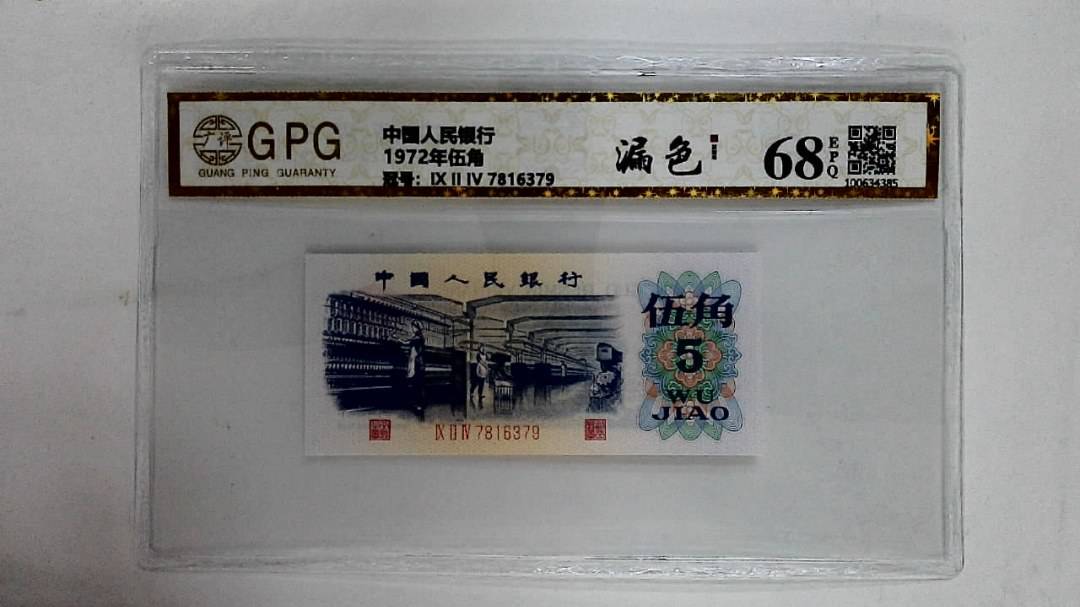 GPG
GUANG PING GUARANTY
中國人民銀行
1972年伍角
冠号: IX II IV 7816379
漏色
68
EPQ
100634385
中國人民銀行
伍角
5
WU
JIAO
IX II IV 7816379